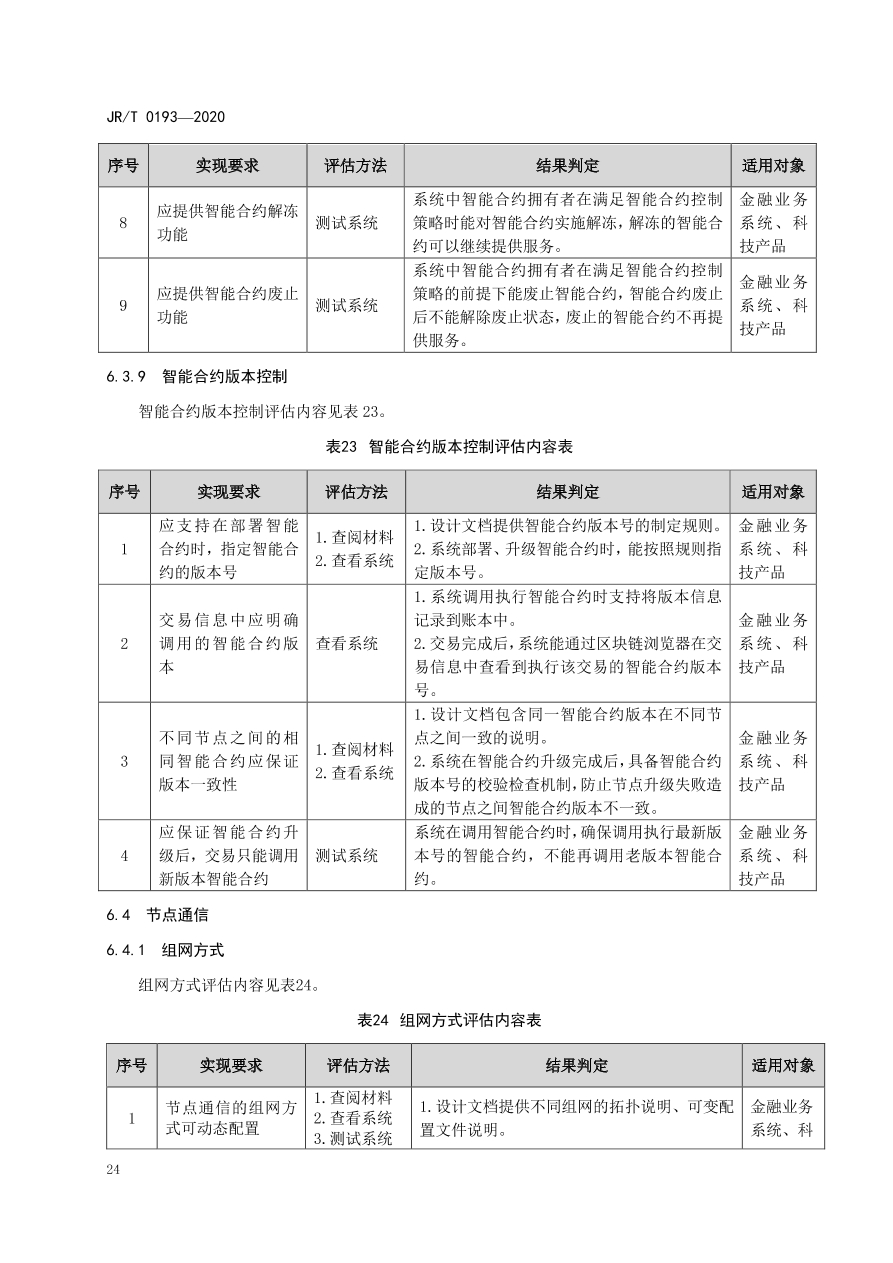 JR/T 0193—2020
序号 实现要求 评估方法 结果判定 适用对象
8
应提供智能合约解冻
功能
测试系统
系统中智能合约拥有者在满足智能合约控制
策略时能对智能合约实施解冻，解冻的智能合
约可以继续提供服务。
金融业务
系统、科
技产品
9
应提供智能合约废止
功能
测试系统
系统中智能合约拥有者在满足智能合约控制
策略的前提下能废止智能合约，智能合约废止
后不能解除废止状态，废止的智能合约不再提
供服务。
金融业务
系统、科
技产品
6.3.9 智能合约版本控制
智能合约版本控制评估内容见表 23。
表23 智能合约版本控制评估内容表
序号 实现要求 评估方法 结果判定 适用对象
1
应支持在部署智能
合约时，指定智能合
约的版本号
1.查阅材料
2.查看系统
1.设计文档提供智能合约版本号的制定规则。
2.系统部署、升级智能合约时，能按照规则指
定版本号。
金融业务
系统、科
技产品
2
交易信息中应明确
调用的智能合约版
本
查看系统
1.系统调用执行智能合约时支持将版本信息
记录到账本中。
2.交易完成后，系统能通过区块链浏览器在交
易信息中查看到执行该交易的智能合约版本
号。
金融业务
系统、科
技产品
3
不同节点之间的相
同智能合约应保证
版本一致性
1.查阅材料
2.查看系统
1.设计文档包含同一智能合约版本在不同节
点之间一致的说明。
2.系统在智能合约升级完成后，具备智能合约
版本号的校验检查机制，防止节点升级失败造
成的节点之间智能合约版本不一致。
金融业务
系统、科
技产品
4
应保证智能合约升
级后，交易只能调用
新版本智能合约
测试系统
系统在调用智能合约时，确保调用执行最新版
本号的智能合约，不能再调用老版本智能合
约。
金融业务
系统、科
技产品
6.4 节点通信
6.4.1 组网方式
组网方式评估内容见表24。
表24 组网方式评估内容表
序号 实现要求 评估方法 结果判定 适用对象
1
节点通信的组网方
式可动态配置
1.查阅材料
2.查看系统
3.测试系统
1.设计文档提供不同组网的拓扑说明、可变配
置文件说明。
金融业务
系统、科
24